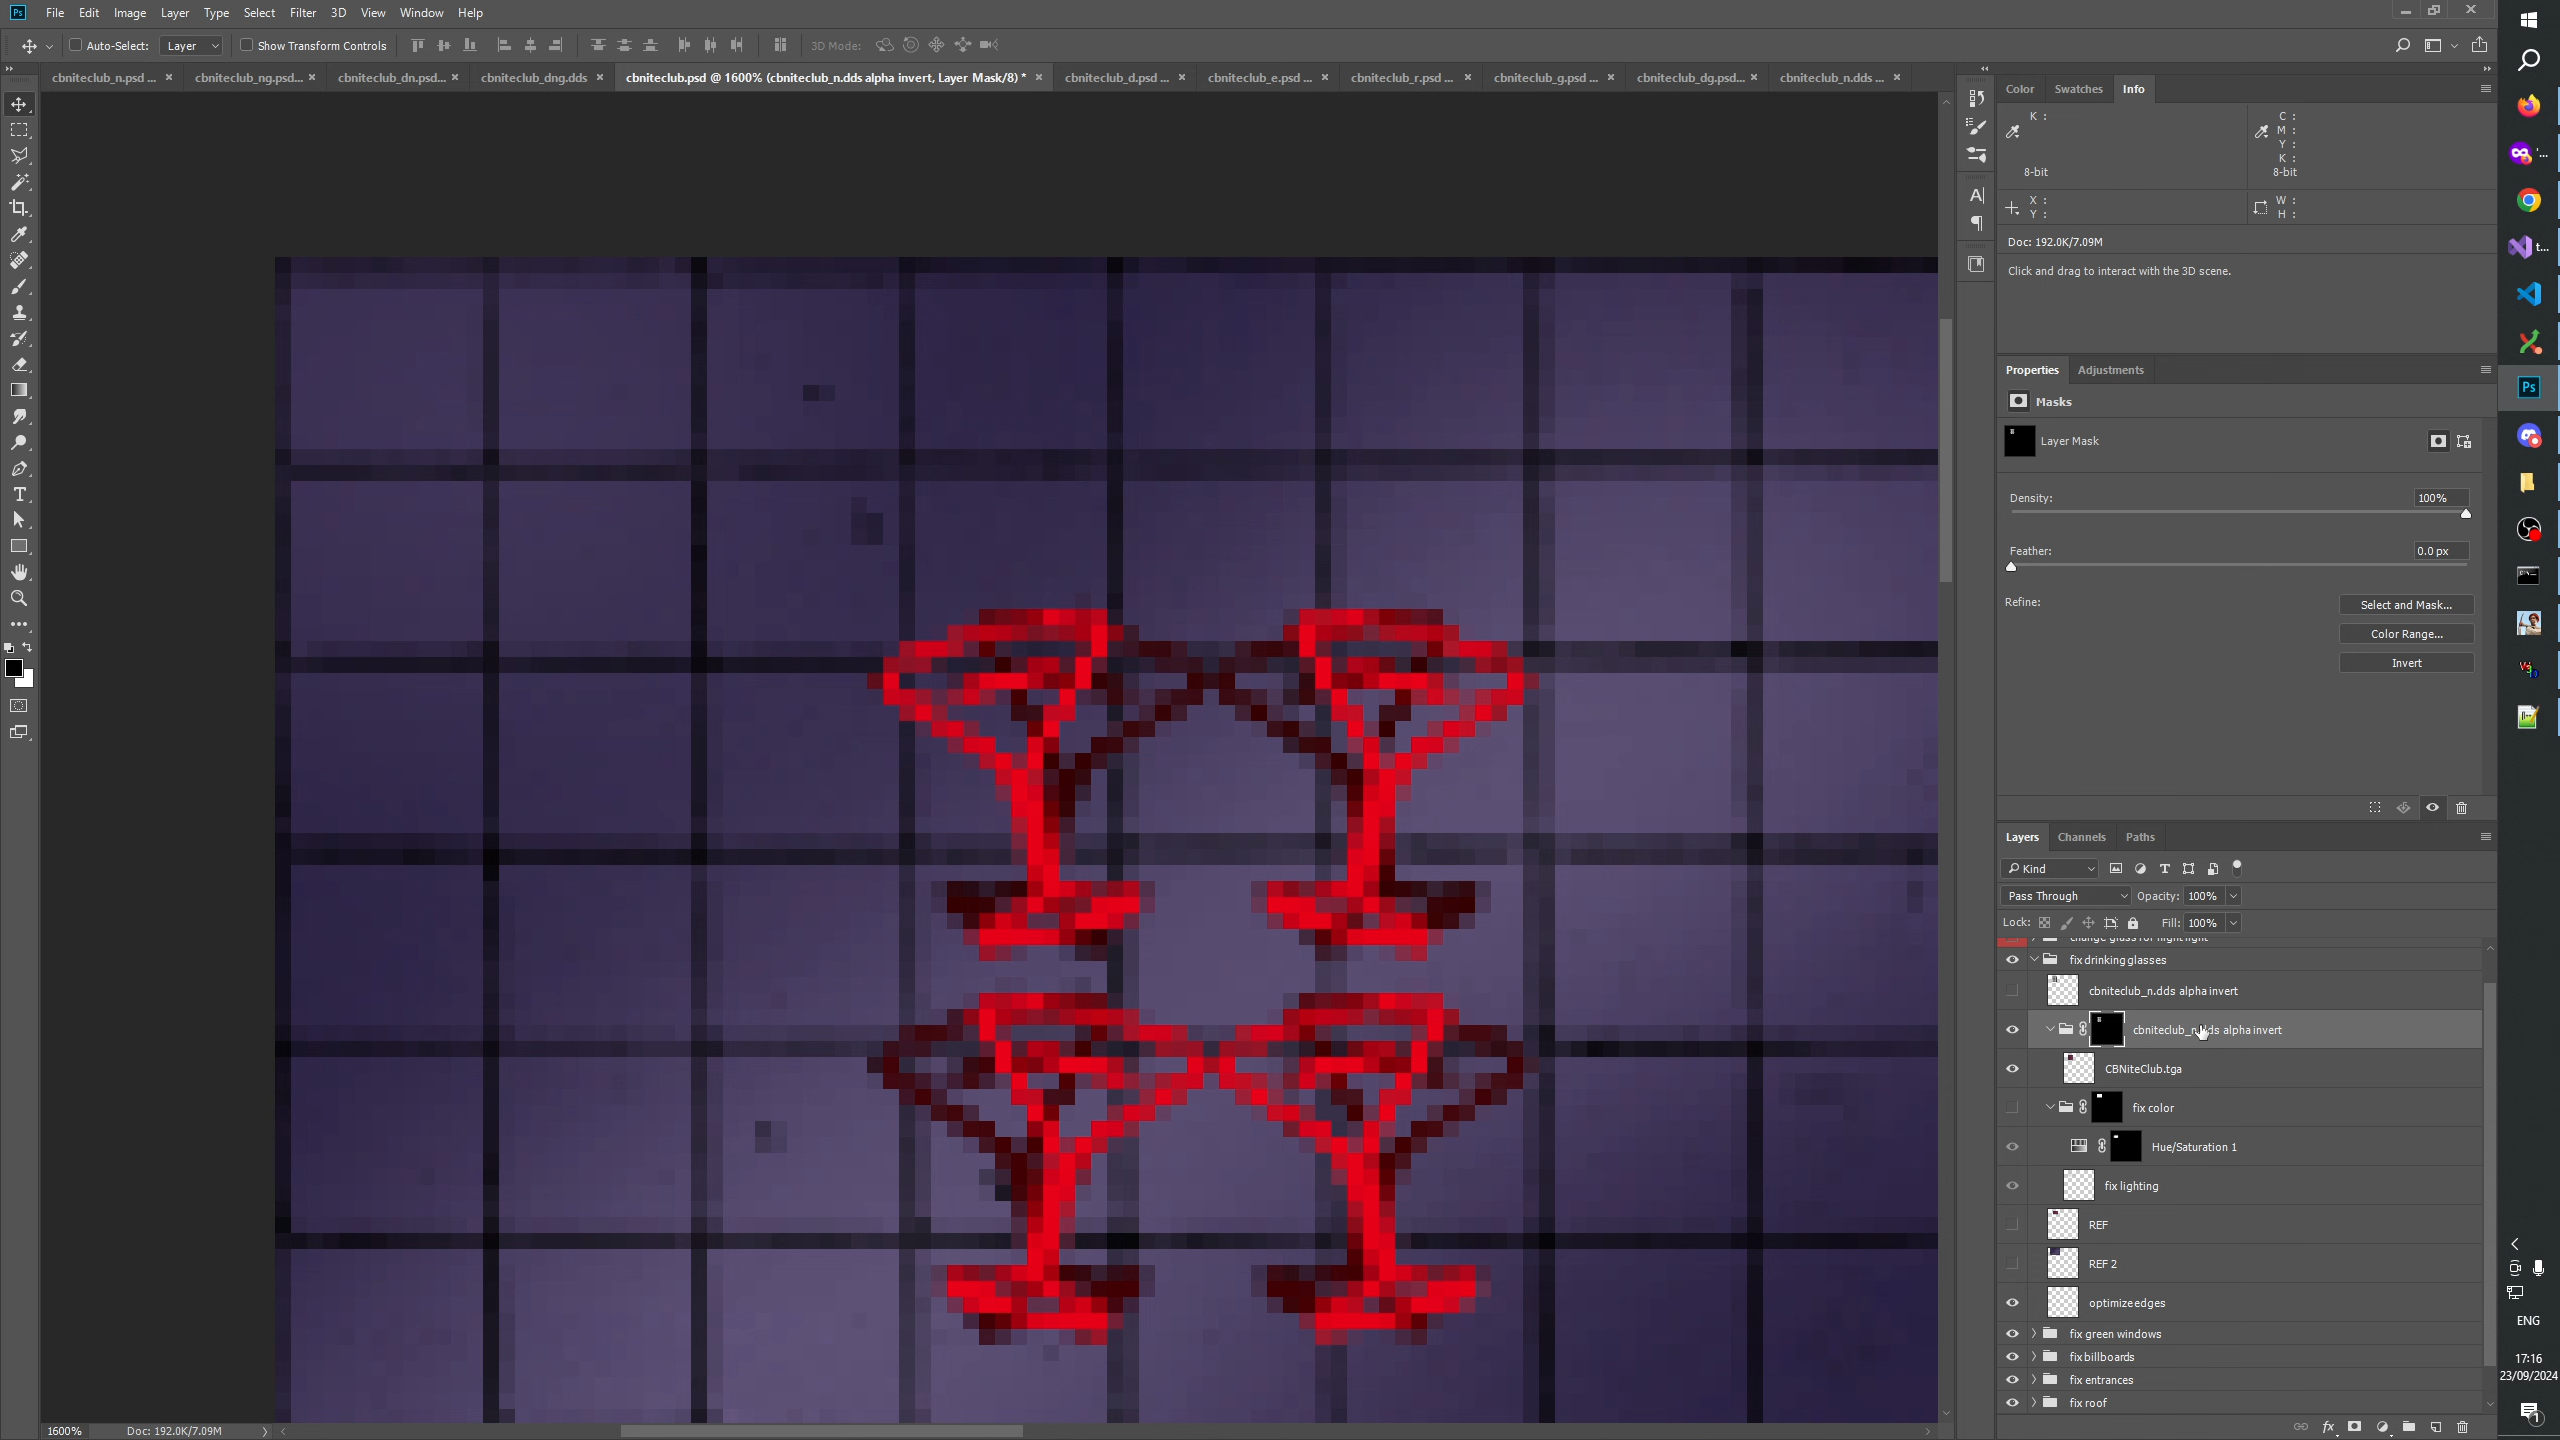 File Edit Image Layer Type Select Filter 3D View Window Help
Auto-Select: Layer Show Transform Controls 3D Mode:
cbniteclub_n.psd ... × cbniteclub_ng.psd... × cbniteclub_dn.psd... × cbniteclub_dng.dds × cbniteclub.psd @ 1600% (cbniteclub_n.dds alpha invert, Layer Mask/8) * × cbniteclub_d.psd ... × cbniteclub_e.psd ... × cbniteclub_r.psd ... × cbniteclub_g.psd ... × cbniteclub_dg.psd... × cbniteclub_n.dds ... ×
Color Swatches Info
K :
8-bit
C :
M :
Y :
K :
8-bit
X :
Y :
W :
H :
Doc: 192.0K/7.09M
Click and drag to interact with the 3D scene.
Properties Adjustments
Masks
Layer Mask
Density: 100%
Feather: 0.0 px
Refine: Select and Mask...
Color Range...
Invert
Layers Channels Paths
Kind
Pass Through Opacity: 100%
Lock: Fill: 100%
fix drinking glasses
cbniteclub_n.dds alpha invert
cbniteclub_n.dds alpha invert
CBNiteClub.tga
fix color
Hue/Saturation 1
fix lighting
REF
REF 2
optimize edges
fix green windows
fix billboards
fix entrances
fix roof
1600% Doc: 192.0K/7.09M
ENG
17:16
23/09/2024